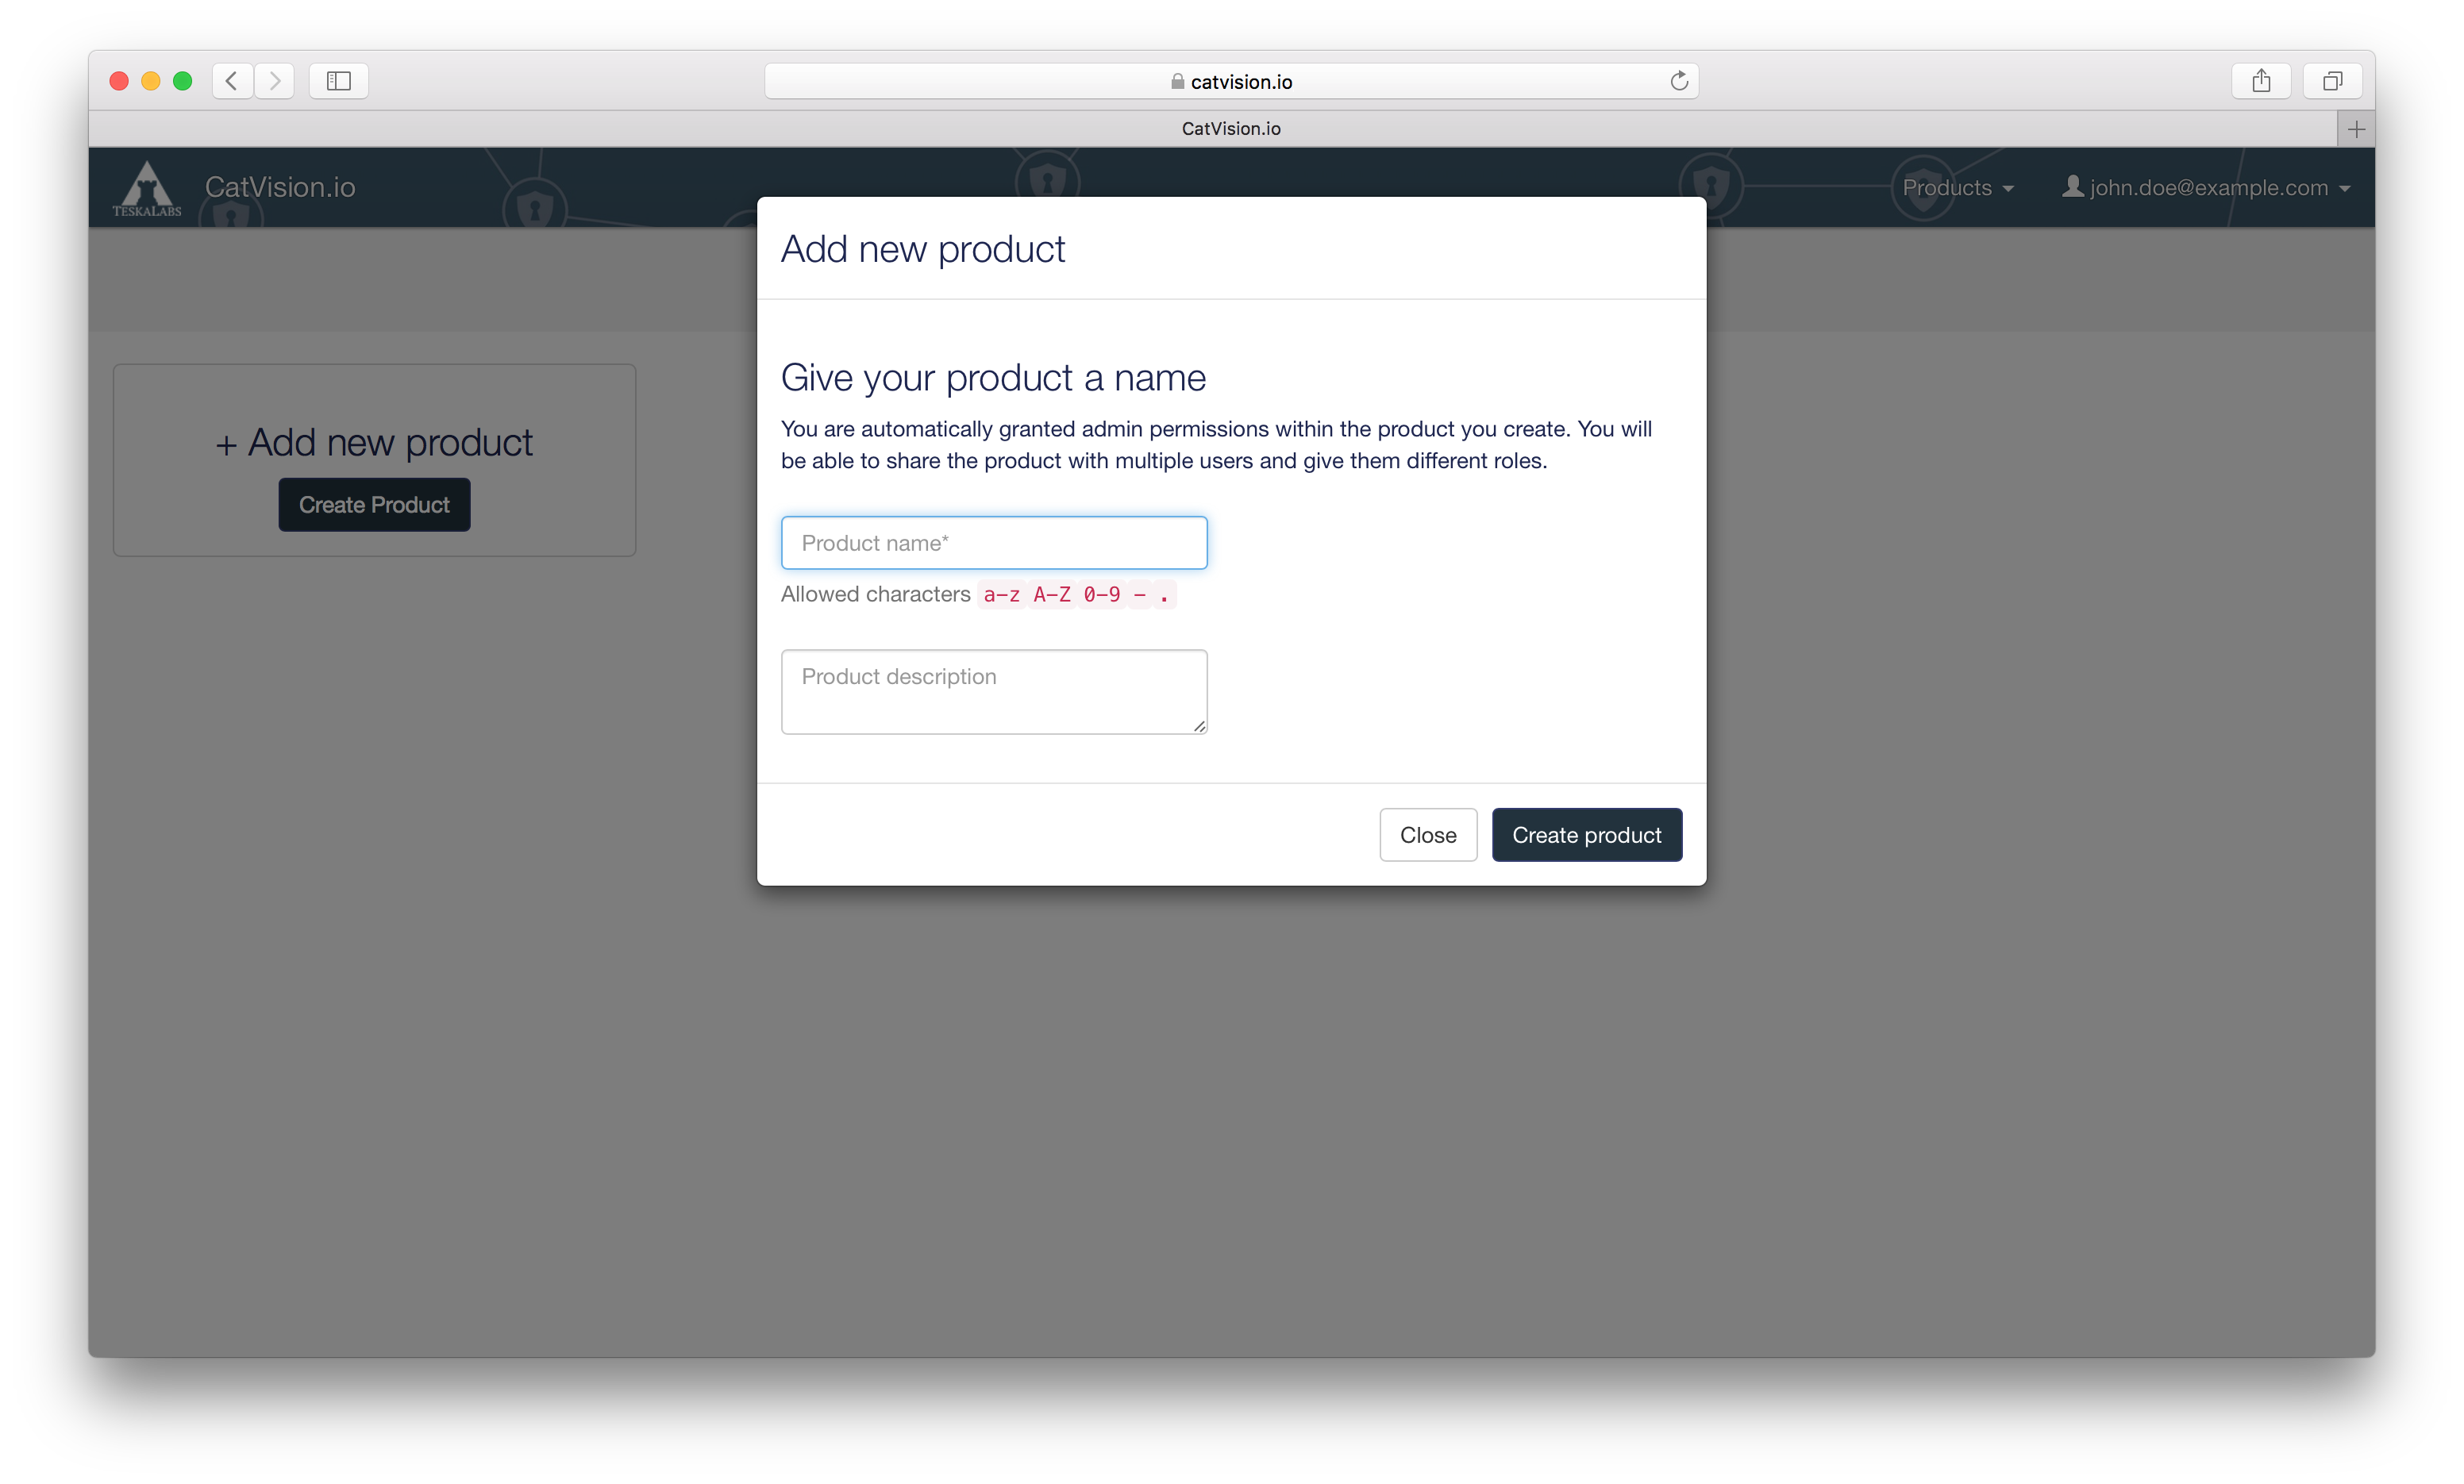 catvision.io
CatVision.io
TESKALABS
CatVision.io
Products
john.doe@example.com
Add new product
Give your product a name
You are automatically granted admin permissions within the product you create. You will
be able to share the product with multiple users and give them different roles.
+ Add new product
Create Product
Product name*
Allowed characters a-z A-Z 0-9 - .
Product description
Close
Create product